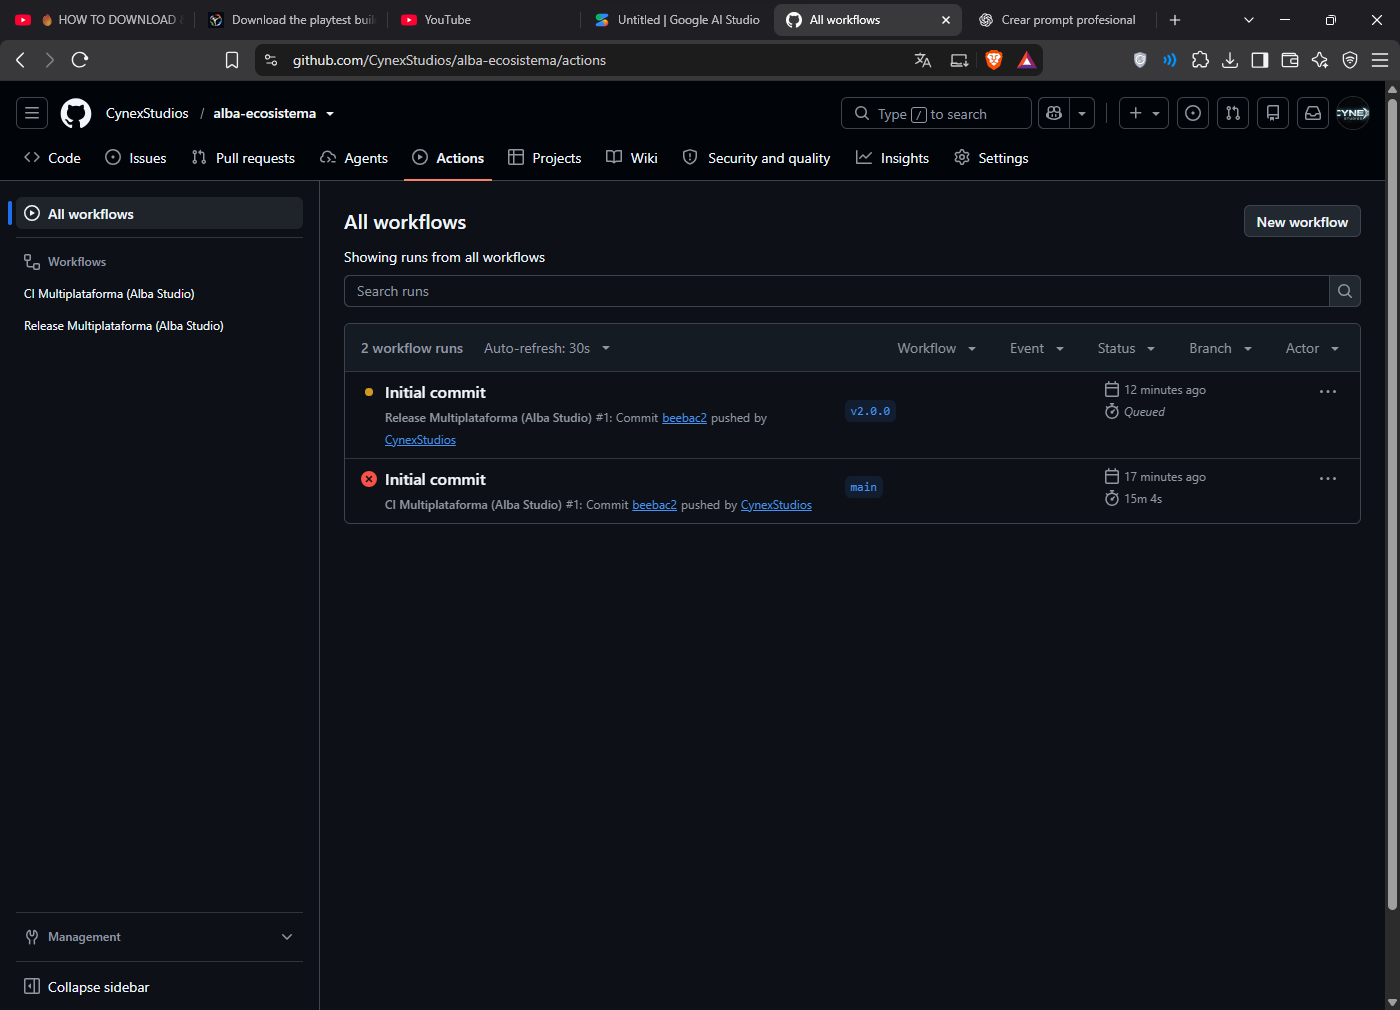 HOW TO DOWNLOAD
Download the playtest buil
YouTube
Untitled | Google AI Studio
All workflows
Crear prompt profesional
github.com/CynexStudios/alba-ecosistema/actions
CynexStudios / alba-ecosistema
Type / to search
CYNEX
Code
Issues
Pull requests
Agents
Actions
Projects
Wiki
Security and quality
Insights
Settings
All workflows
Workflows
CI Multiplataforma (Alba Studio)
Release Multiplataforma (Alba Studio)
Management
Collapse sidebar
All workflows
New workflow
Showing runs from all workflows
Search runs
2 workflow runs
Auto-refresh: 30s
Workflow
Event
Status
Branch
Actor
Initial commit
Release Multiplataforma (Alba Studio) #1: Commit beebac2 pushed by
CynexStudios
v2.0.0
12 minutes ago
Queued
Initial commit
CI Multiplataforma (Alba Studio) #1: Commit beebac2 pushed by CynexStudios
main
17 minutes ago
15m 4s